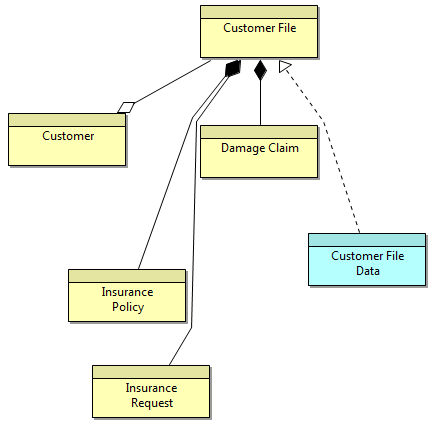 Customer File
Customer
Damage Claim
Customer File
Data
Insurance
Policy
Insurance
Request